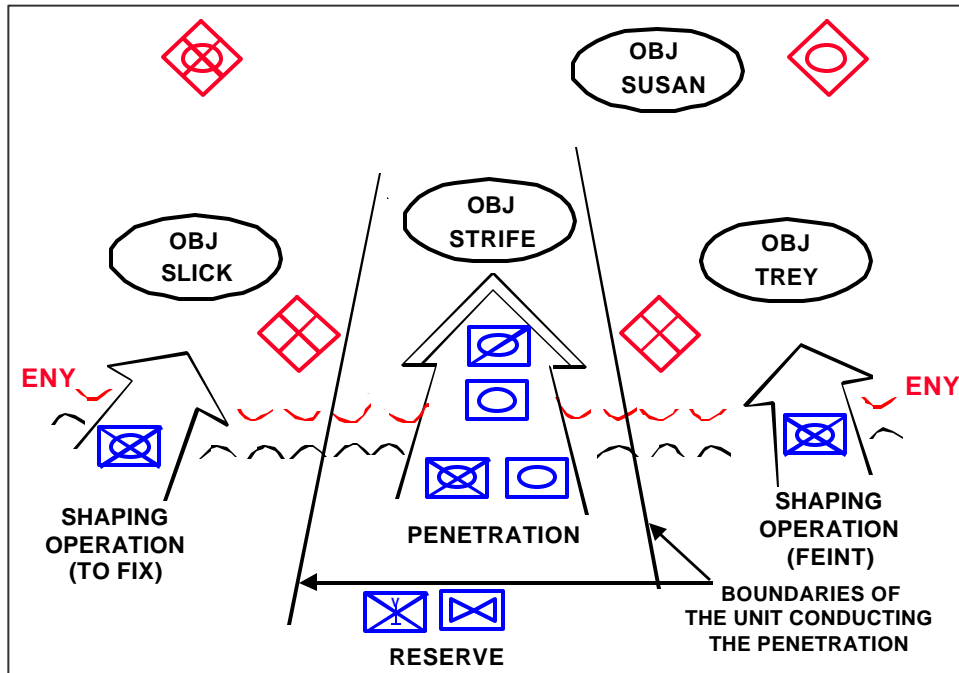 OBJ
SUSAN
OBJ
STRIFE
OBJ
SLICK
OBJ
TREY
ENY
ENY
SHAPING
OPERATION
(TO FIX)
PENETRATION
SHAPING
OPERATION
(FEINT)
BOUNDARIES OF
THE UNIT CONDUCTING
THE PENETRATION
RESERVE